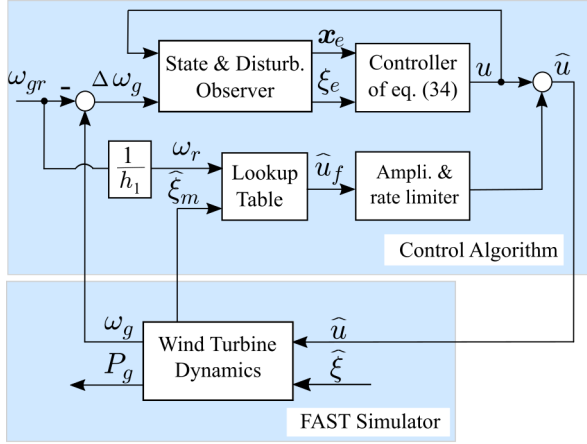 x_e
State & Disturb.
Observer
ξ_e
Controller
of eq. (34)
u
û
ω_gr
-
Δω_g
1
h_1
ω_r
ξ̂_m
Lookup
Table
û_f
Ampli. &
rate limiter
Control Algorithm
ω_g
P_g
Wind Turbine
Dynamics
û
ξ̂
FAST Simulator